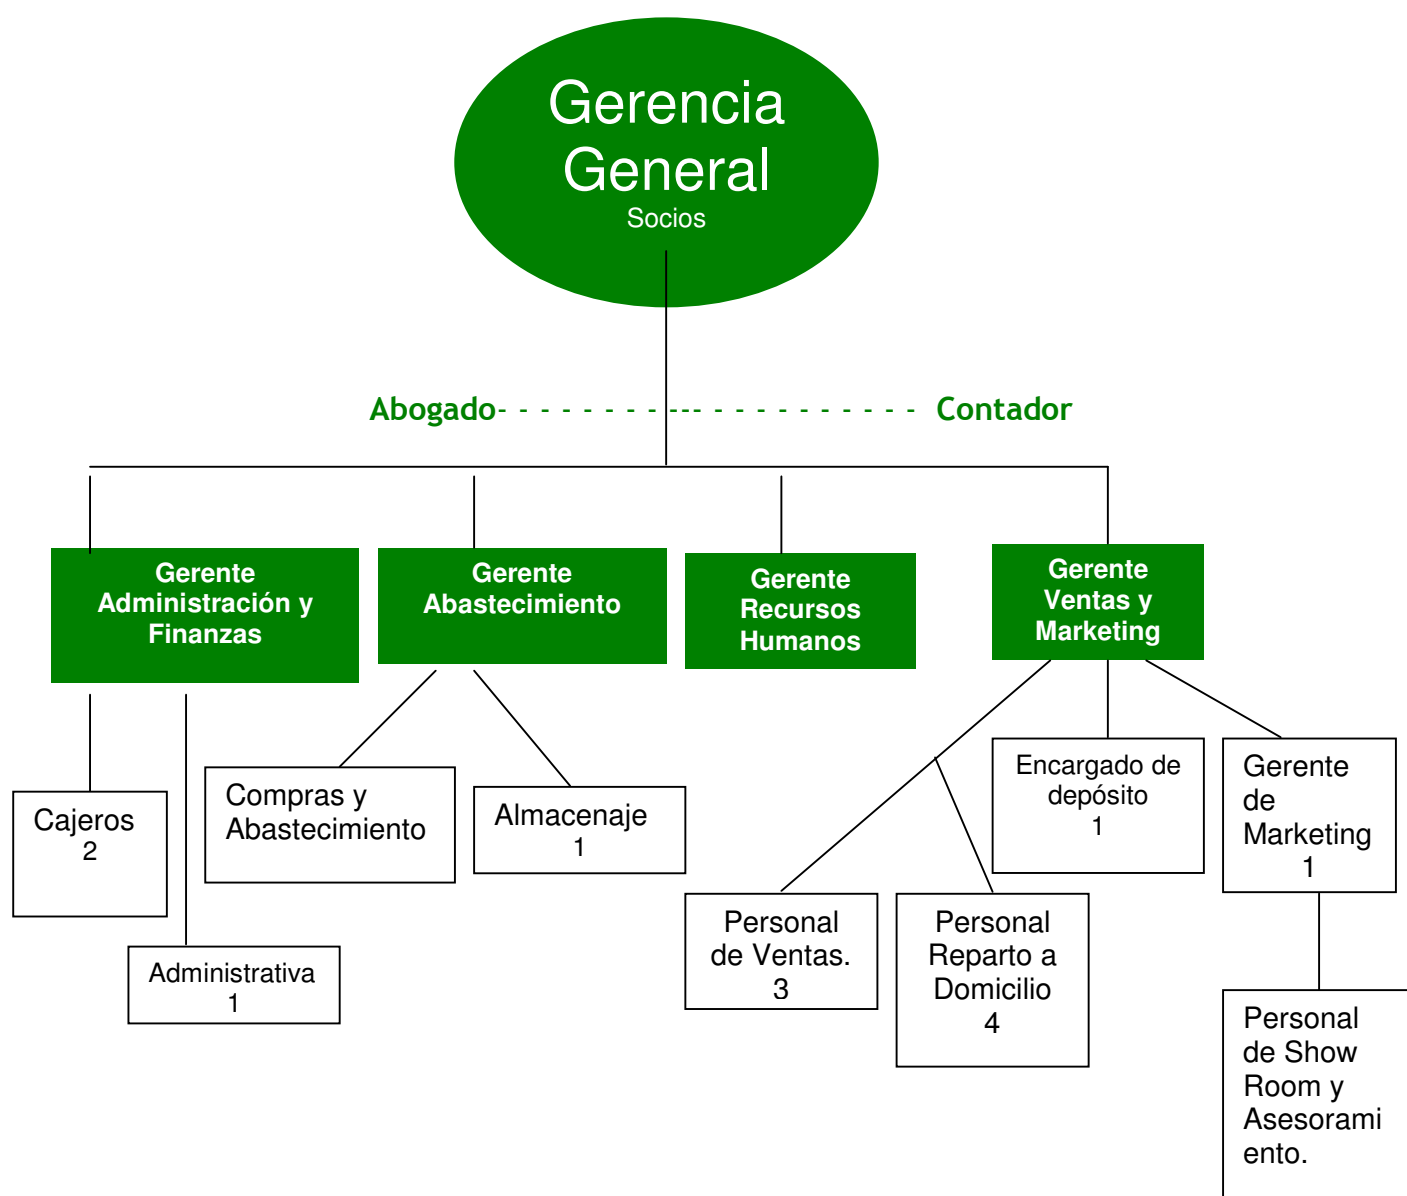 Gerencia
General
Socios
Abogado- - - - - - - - - --- - - - - - - - - - - - Contador
Gerente
Administración y
Finanzas
Gerente
Abastecimiento
Gerente
Recursos
Humanos
Gerente
Ventas y
Marketing
Cajeros
2
Administrativa
1
Compras y
Abastecimiento
Almacenaje
1
Personal
de Ventas.
3
Personal
Reparto a
Domicilio
4
Encargado de
depósito
1
Gerente
de
Marketing
1
Personal
de Show
Room y
Asesorami
ento.